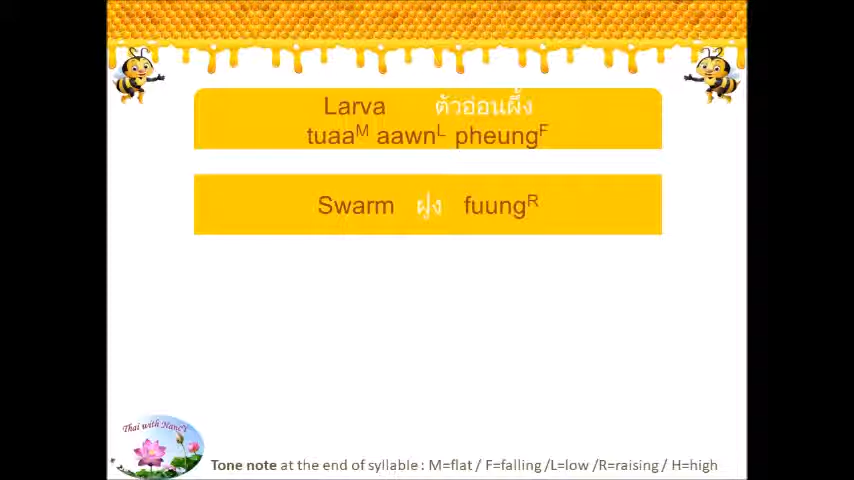 Larva ตัวอ่อนผึ้ง
tuaaᴹ aawnᴸ pheungF
Swarm ฝูง fuungᴿ
Thai with NancY
Tone note at the end of syllable : M=flat / F=falling /L=low /R=raising / H=high